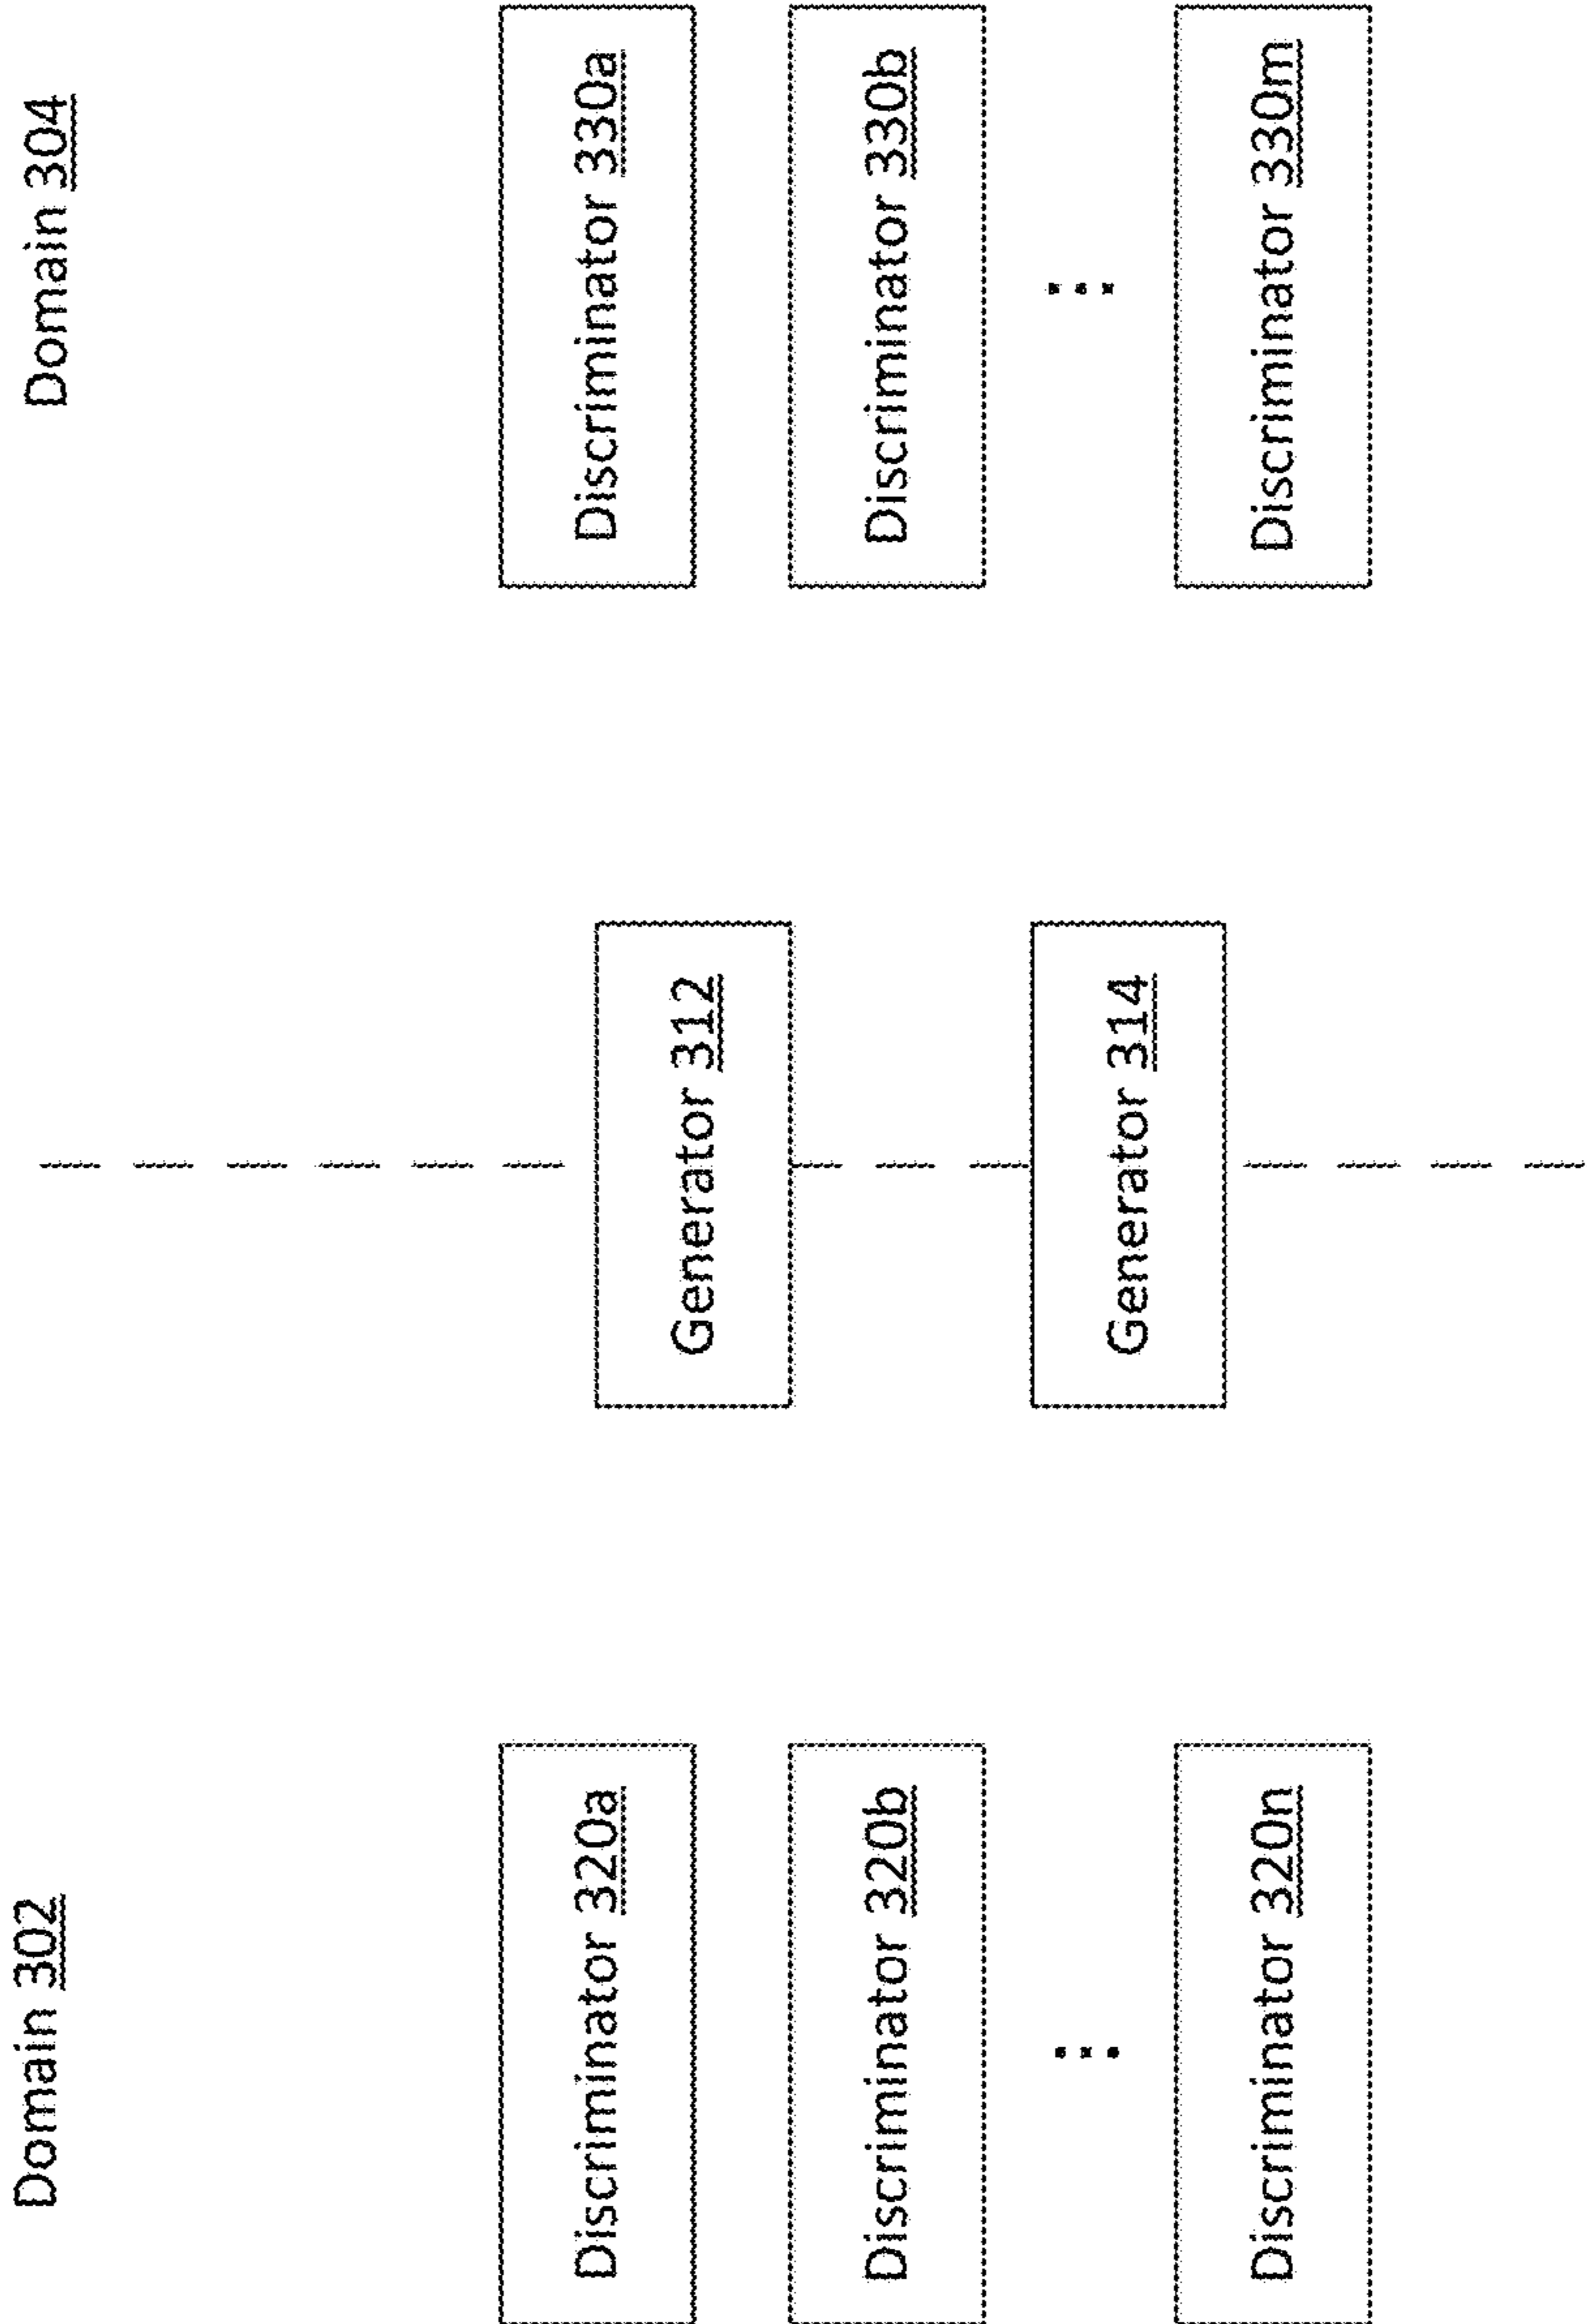 Domain 302
Domain 304
Discriminator 320a
Discriminator 320b
...
Discriminator 320n
Generator 312
Generator 314
Discriminator 330a
Discriminator 330b
...
Discriminator 330m